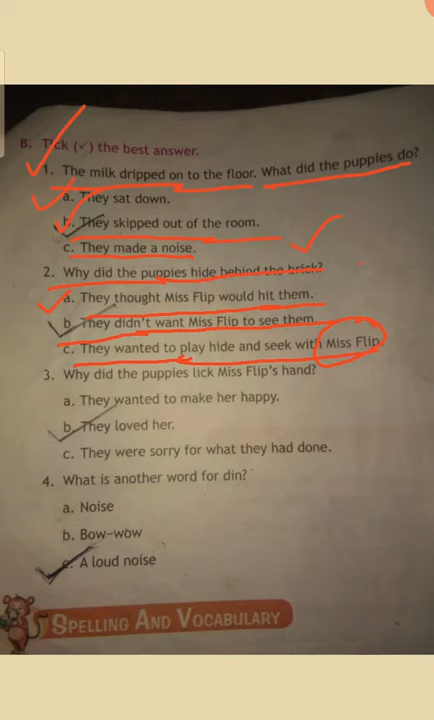 B. Tick (✓) the best answer.
1. The milk dripped on to the floor. What did the puppies do?
a. They sat down.
b. They skipped out of the room.
c. They made a noise.
2. Why did the puppies hide behind the brick?
a. They thought Miss Flip would hit them.
b. They didn't want Miss Flip to see them
c. They wanted to play hide and seek with Miss Flip
3. Why did the puppies lick Miss Flip's hand?
a. They wanted to make her happy.
b. They loved her.
c. They were sorry for what they had done.
4. What is another word for din?
a. Noise
b. Bow-wow
c. A loud noise
SPELLING AND VOCABULARY